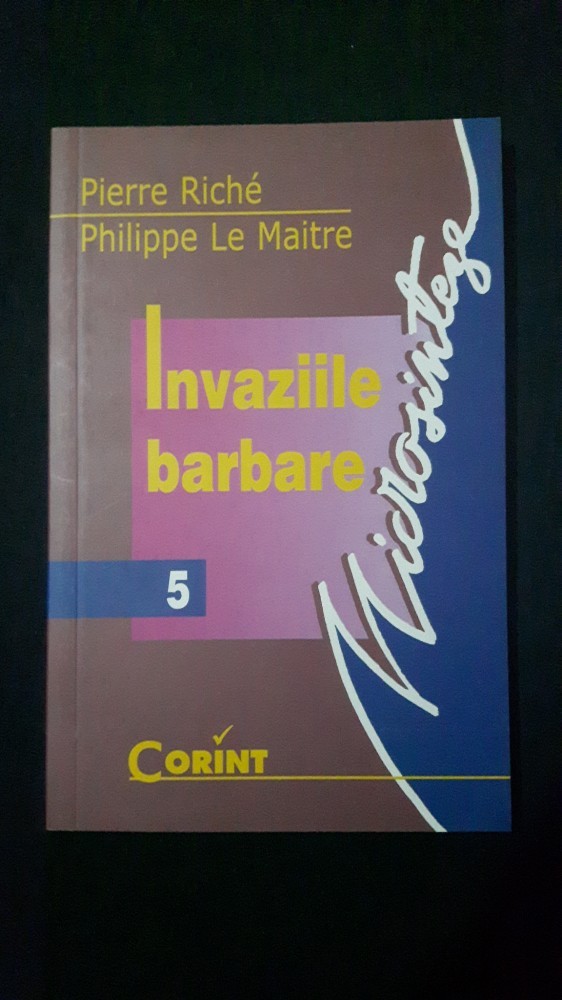 Pierre Riché
Philippe Le Maitre
Invaziile
barbare
Microsinteze
5
CORINT